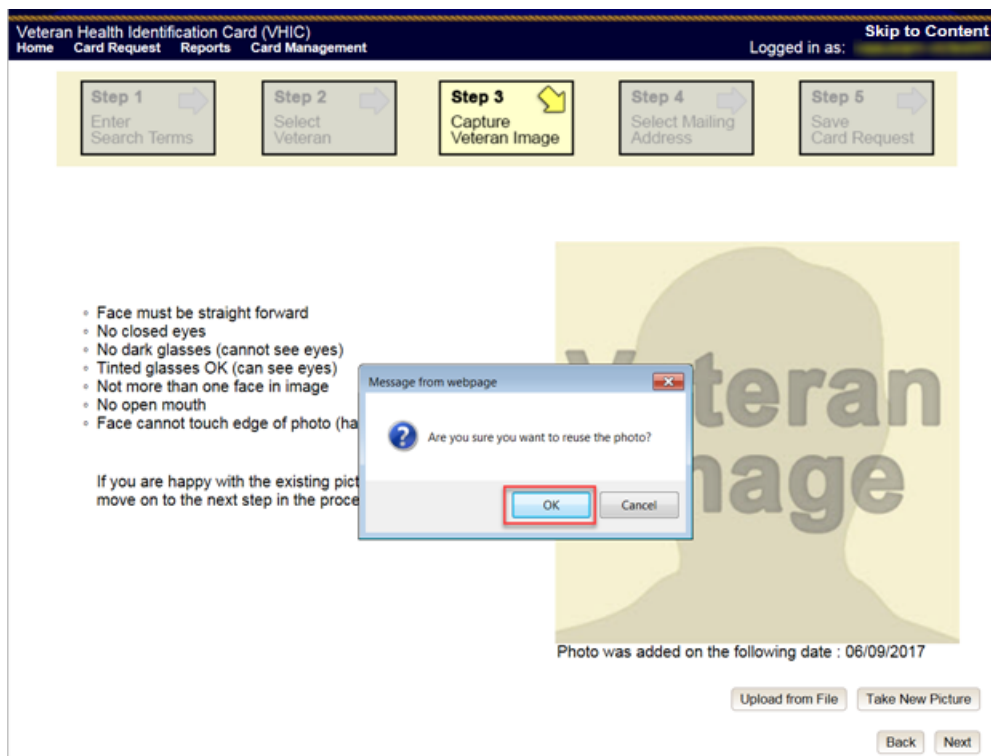 Veteran Health Identification Card (VHIC)
Skip to Content
Home Card Request Reports Card Management
Logged in as:
Step 1
Enter
Search Terms
Step 2
Select
Veteran
Step 3
Capture
Veteran Image
Step 4
Select Mailing
Address
Step 5
Save
Card Request
Face must be straight forward
No closed eyes
No dark glasses (cannot see eyes)
Tinted glasses OK (can see eyes)
Not more than one face in image
No open mouth
Face cannot touch edge of photo (ha
If you are happy with the existing pict
move on to the next step in the proce
Message from webpage
Are you sure you want to reuse the photo?
OK
Cancel
V teran
mage
Photo was added on the following date : 06/09/2017
Upload from File
Take New Picture
Back
Next